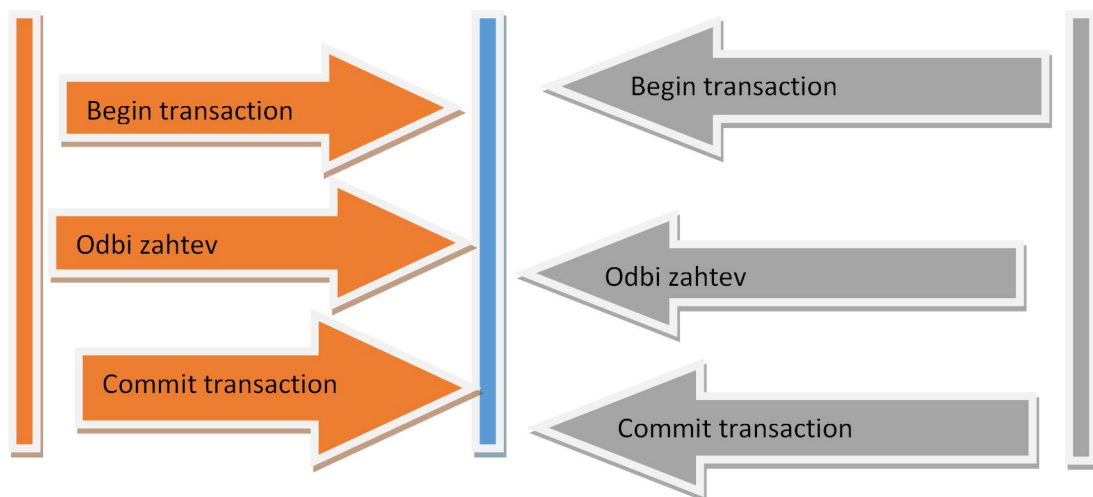 Begin transaction
Begin transaction
Odbi zahtev
Odbi zahtev
Commit transaction
Commit transaction